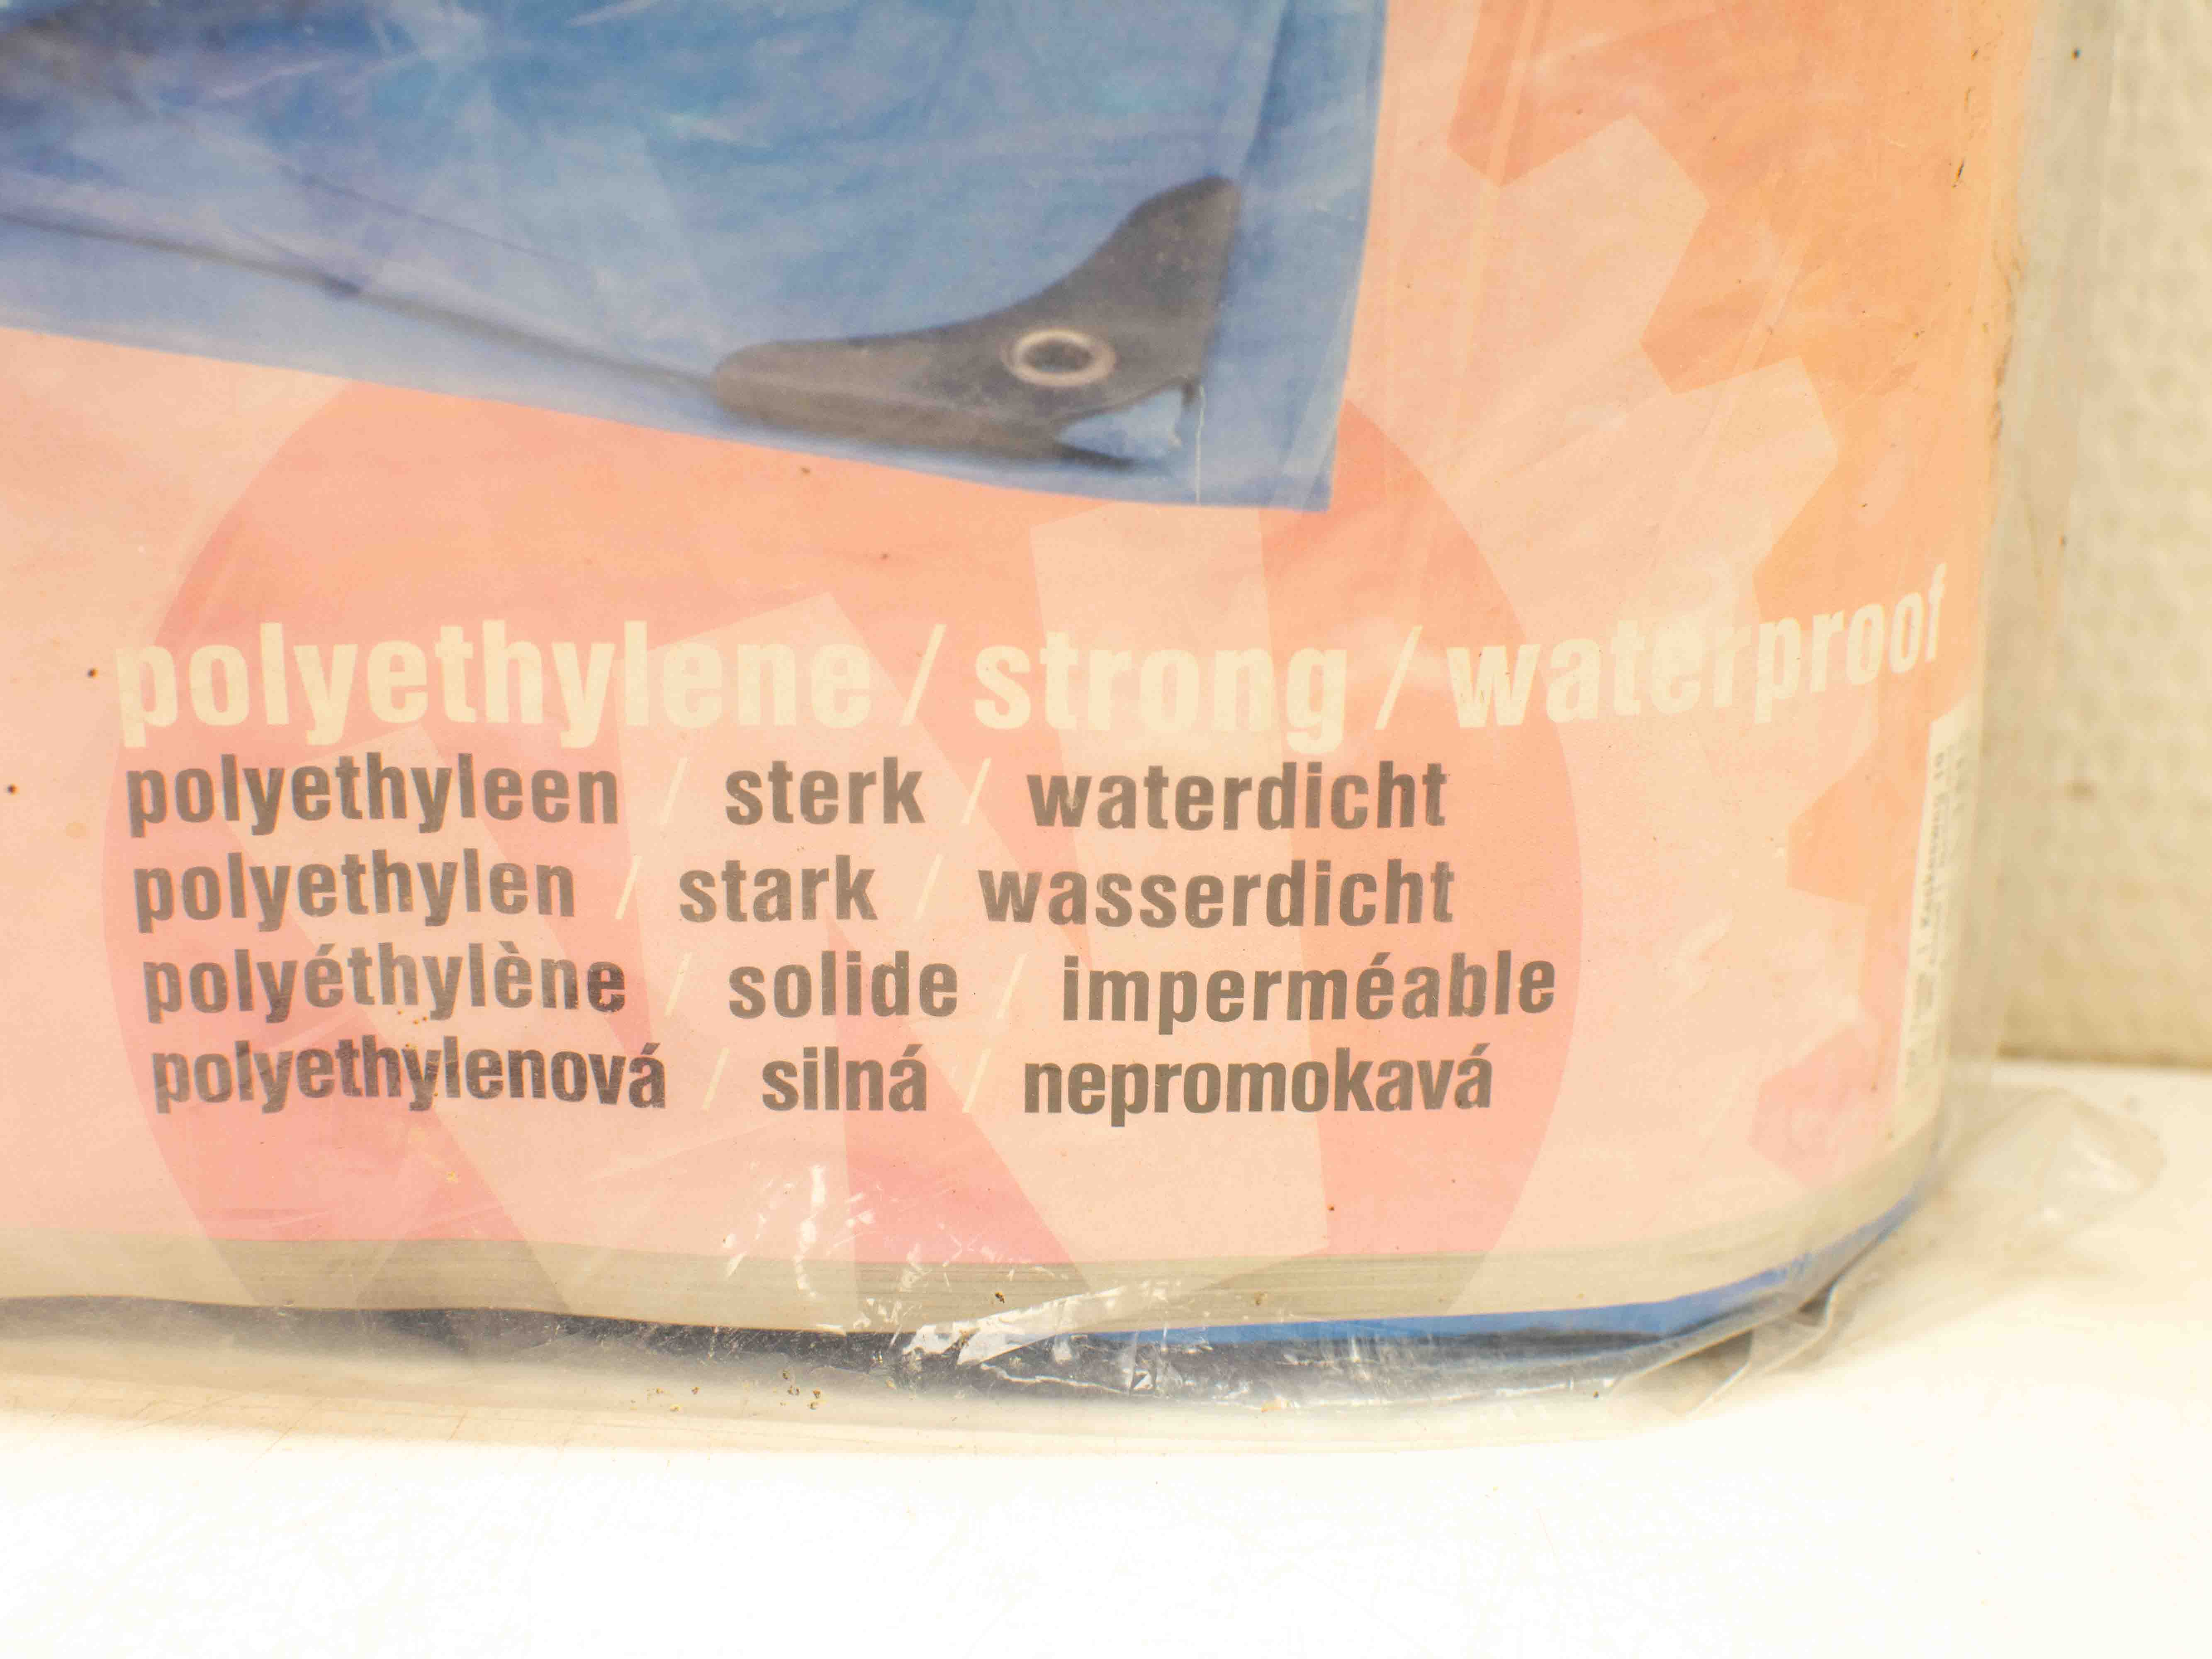 polyethylene / strong / waterproof
polyethyleen / sterk / waterdicht
polyethylen / stark / wasserdicht
polyéthylène / solide / imperméable
polyethylenová / silná / nepromokavá